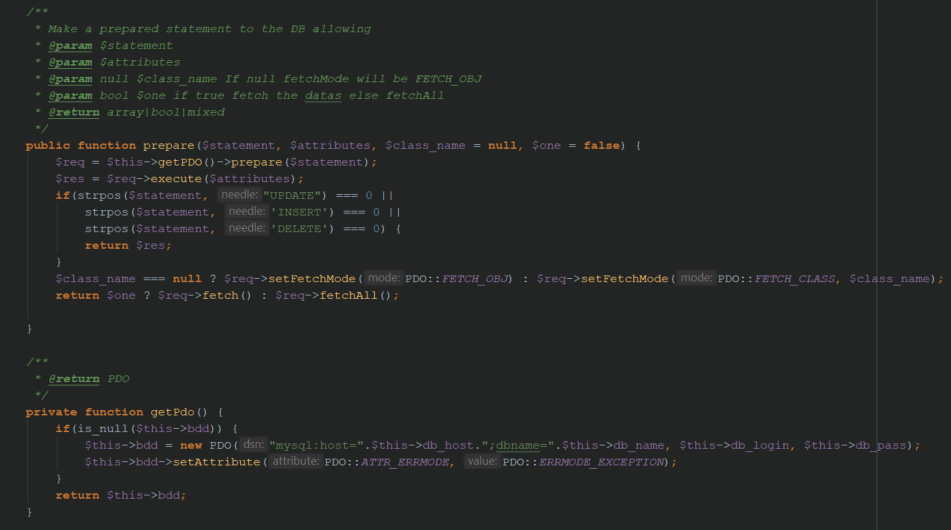 /**
* Make a prepared statement to the DB allowing
* @param $statement
* @param $attributes
* @param null $class_name If null fetchMode will be FETCH_OBJ
* @param bool $one if true fetch the datas else fetchAll
* @return array|bool|mixed
*/
public function prepare($statement, $attributes, $class_name = null, $one = false) {
$req = $this->getPDO()->prepare($statement);
$res = $req->execute($attributes);
if(strpos($statement, needle: "UPDATE") === 0 ||
strpos($statement, needle: 'INSERT') === 0 ||
strpos($statement, needle: 'DELETE') === 0) {
return $res;
}
$class_name === null ? $req->setFetchMode( mode: PDO::FETCH_OBJ) : $req->setFetchMode( mode: PDO::FETCH_CLASS, $class_name);
return $one ? $req->fetch() : $req->fetchAll();
}
/**
* @return PDO
*/
private function getPdo() {
if(is_null($this->bdd)) {
$this->bdd = new PDO( dsn: "mysql:host=".$this->db_host.";dbname=".$this->db_name, $this->db_login, $this->db_pass);
$this->bdd->setAttribute( attribute: PDO::ATTR_ERRMODE, value: PDO::ERRMODE_EXCEPTION);
}
return $this->bdd;
}